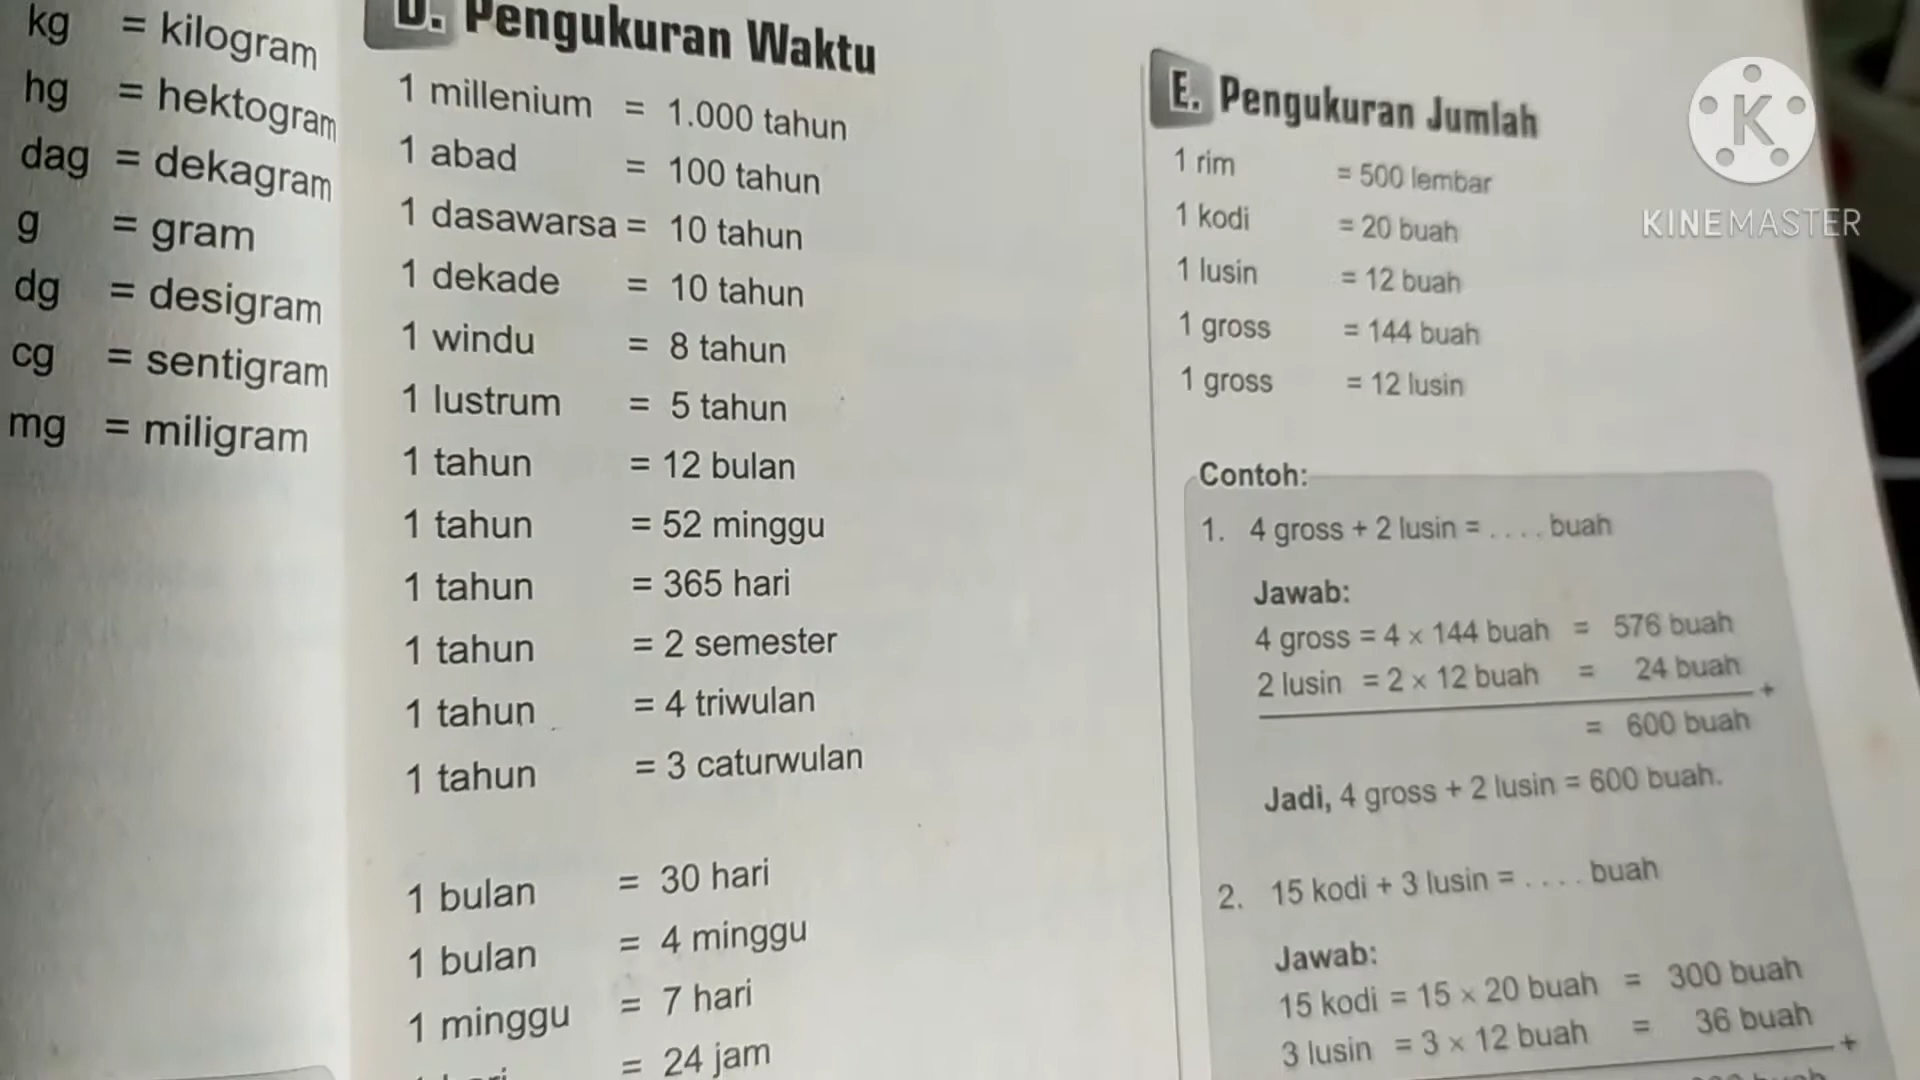 kg = kilogram
hg = hektogram
dag = dekagram
g = gram
dg = desigram
cg = sentigram
mg = miligram
D. Pengukuran Waktu
1 millenium = 1.000 tahun
1 abad = 100 tahun
1 dasawarsa = 10 tahun
1 dekade = 10 tahun
1 windu = 8 tahun
1 lustrum = 5 tahun
1 tahun = 12 bulan
1 tahun = 52 minggu
1 tahun = 365 hari
1 tahun = 2 semester
1 tahun = 4 triwulan
1 tahun = 3 caturwulan
1 bulan = 30 hari
1 bulan = 4 minggu
1 minggu = 7 hari
= 24 jam
E. Pengukuran Jumlah
1 rim = 500 lembar
1 kodi = 20 buah
1 lusin = 12 buah
1 gross = 144 buah
1 gross = 12 lusin
Contoh:
1. 4 gross + 2 lusin = . . . . buah
Jawab:
4 gross = 4 × 144 buah = 576 buah
2 lusin = 2 × 12 buah = 24 buah
+
= 600 buah
Jadi, 4 gross + 2 lusin = 600 buah.
2. 15 kodi + 3 lusin = . . . . buah
Jawab:
15 kodi = 15 × 20 buah = 300 buah
3 lusin = 3 × 12 buah = 36 buah
+
K
KINEMASTER